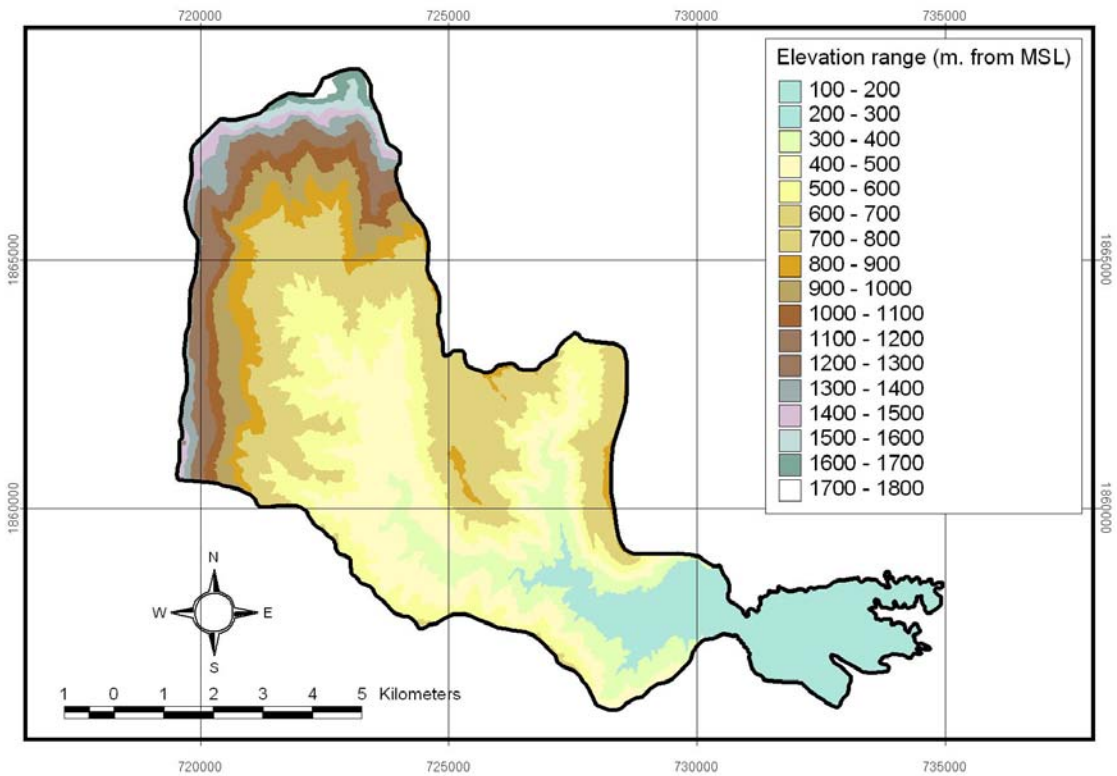 720000 725000 730000 735000
Elevation range (m. from MSL)
100 - 200
200 - 300
300 - 400
400 - 500
500 - 600
600 - 700
700 - 800
800 - 900
900 - 1000
1000 - 1100
1100 - 1200
1200 - 1300
1300 - 1400
1400 - 1500
1500 - 1600
1600 - 1700
1700 - 1800
1865000 1865000
1860000 1860000
N
W E
S
1 0 1 2 3 4 5 Kilometers
720000 725000 730000 735000